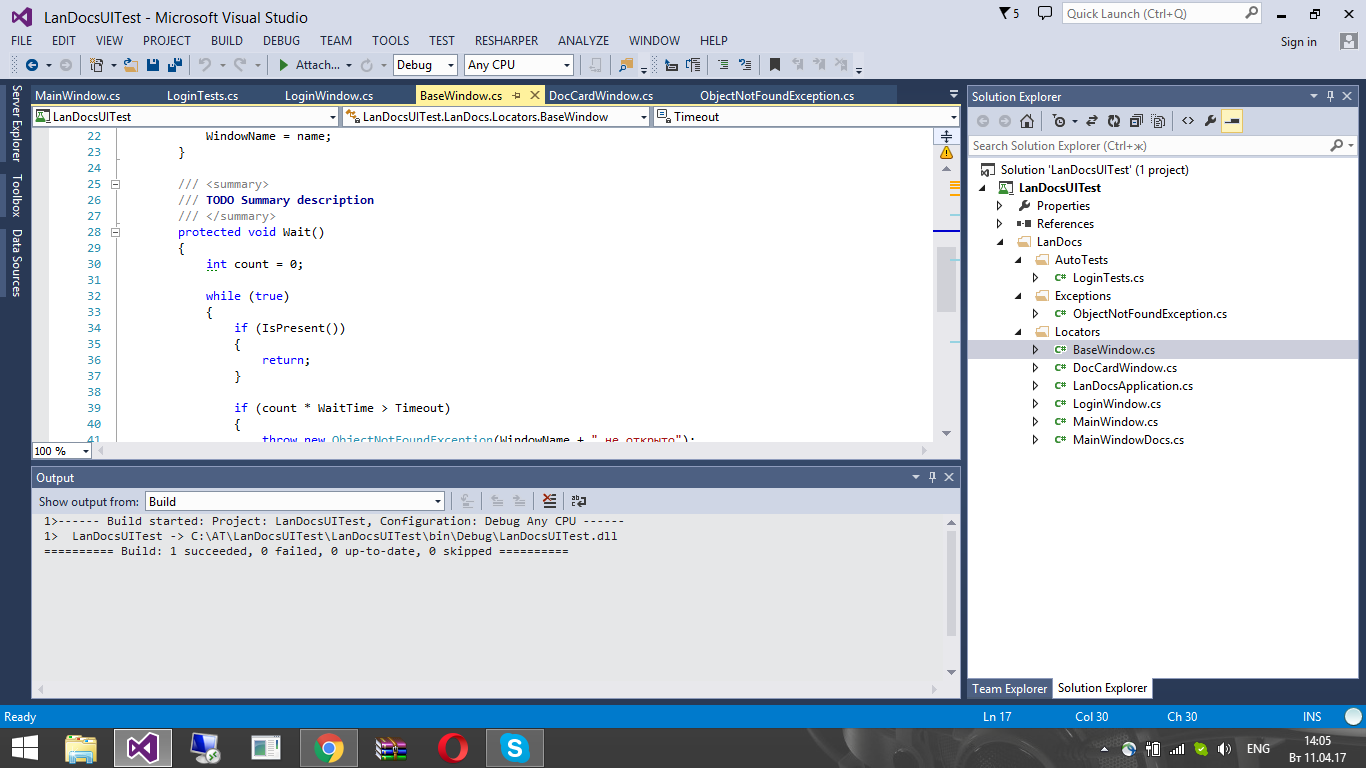 LanDocsUITest - Microsoft Visual Studio
5
Quick Launch (Ctrl+Q)
FILE EDIT VIEW PROJECT BUILD DEBUG TEAM TOOLS TEST RESHARPER ANALYZE WINDOW HELP
Sign in
Attach... Debug Any CPU
Server Explorer
Toolbox
Data Sources
MainWindow.cs LoginTests.cs LoginWindow.cs BaseWindow.cs DocCardWindow.cs ObjectNotFoundException.cs
LanDocsUITest LanDocsUITest.LanDocs.Locators.BaseWindow Timeout
22 WindowName = name;
23 }
24
25 /// <summary>
26 /// TODO Summary description
27 /// </summary>
28 protected void Wait()
29 {
30 int count = 0;
31
32 while (true)
33 {
34 if (IsPresent())
35 {
36 return;
37 }
38
39 if (count * WaitTime > Timeout)
40 {
41 throw new ObjectNotFoundException(WindowName + " не открыто");
100 %
Output
Show output from: Build
1>------ Build started: Project: LanDocsUITest, Configuration: Debug Any CPU ------
1> LanDocsUITest -> C:\AT\LanDocsUITest\LanDocsUITest\bin\Debug\LanDocsUITest.dll
========== Build: 1 succeeded, 0 failed, 0 up-to-date, 0 skipped ==========
Solution Explorer
Search Solution Explorer (Ctrl+ж)
Solution 'LanDocsUITest' (1 project)
LanDocsUITest
Properties
References
LanDocs
AutoTests
C# LoginTests.cs
Exceptions
C# ObjectNotFoundException.cs
Locators
C# BaseWindow.cs
C# DocCardWindow.cs
C# LanDocsApplication.cs
C# LoginWindow.cs
C# MainWindow.cs
C# MainWindowDocs.cs
Team Explorer Solution Explorer
Ready Ln 17 Col 30 Ch 30 INS
ENG
14:05
Вт 11.04.17